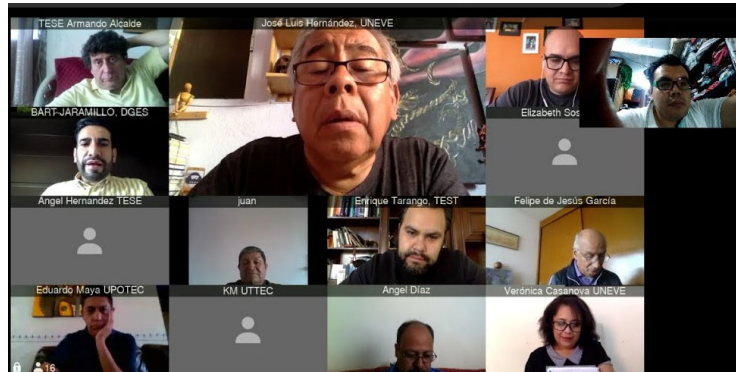 TESE Armando Alcalde
José Luis Hernández, UNEVE
BART-JARAMILLO, DGES
Elizabeth Sos
Ángel Hernandez TESE
juan
Enrique Tarango, TEST
Felipe de Jesús García
Eduardo Maya UPOTEC
KM UTTEC
Angel Díaz
Verónica Casanova UNEVE
16